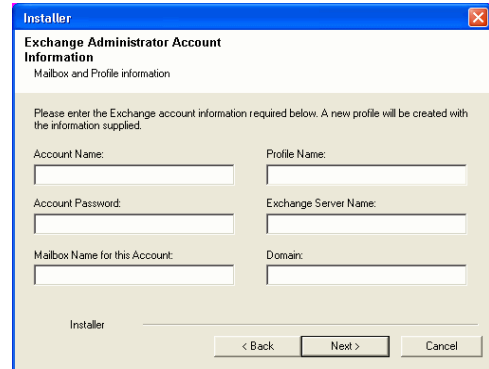 Installer
Exchange Administrator Account
Information
Mailbox and Profile information
Please enter the Exchange account information required below. A new profile will be created with
the information supplied.
Account Name:
Profile Name:
Account Password:
Exchange Server Name:
Mailbox Name for this Account:
Domain:
Installer
< Back
Next >
Cancel